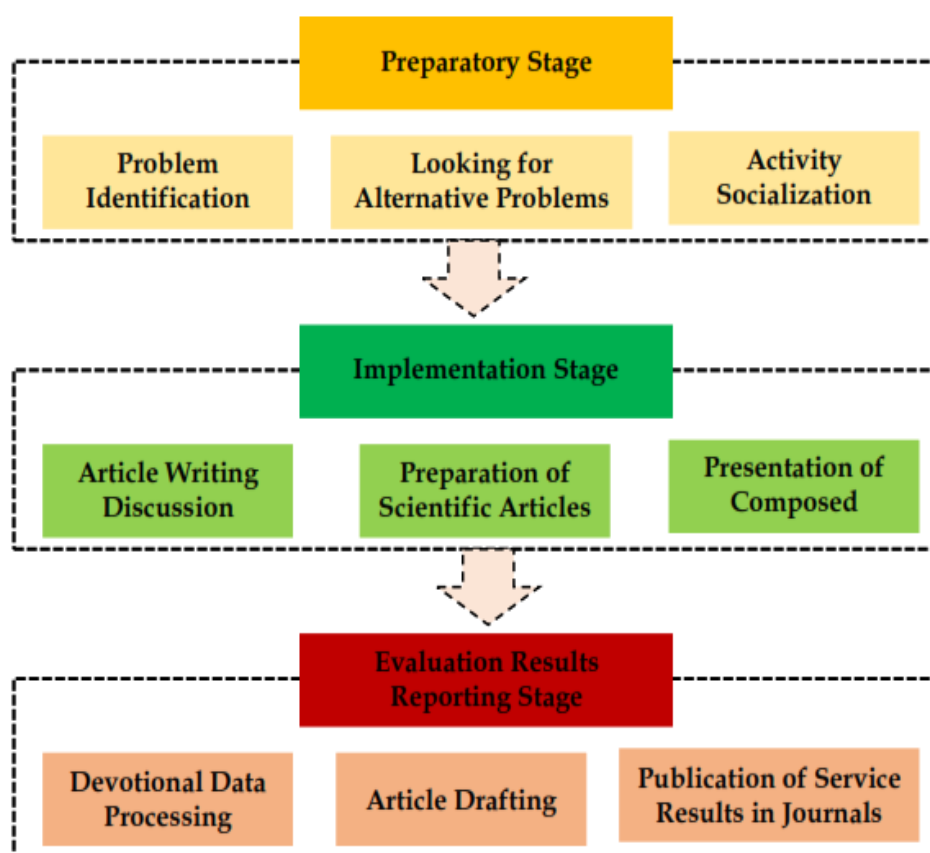 Preparatory Stage
Problem
Identification
Looking for
Alternative Problems
Activity
Socialization
Implementation Stage
Article Writing
Discussion
Preparation of
Scientific Articles
Presentation of
Composed
Evaluation Results
Reporting Stage
Devotional Data
Processing
Article Drafting
Publication of Service
Results in Journals